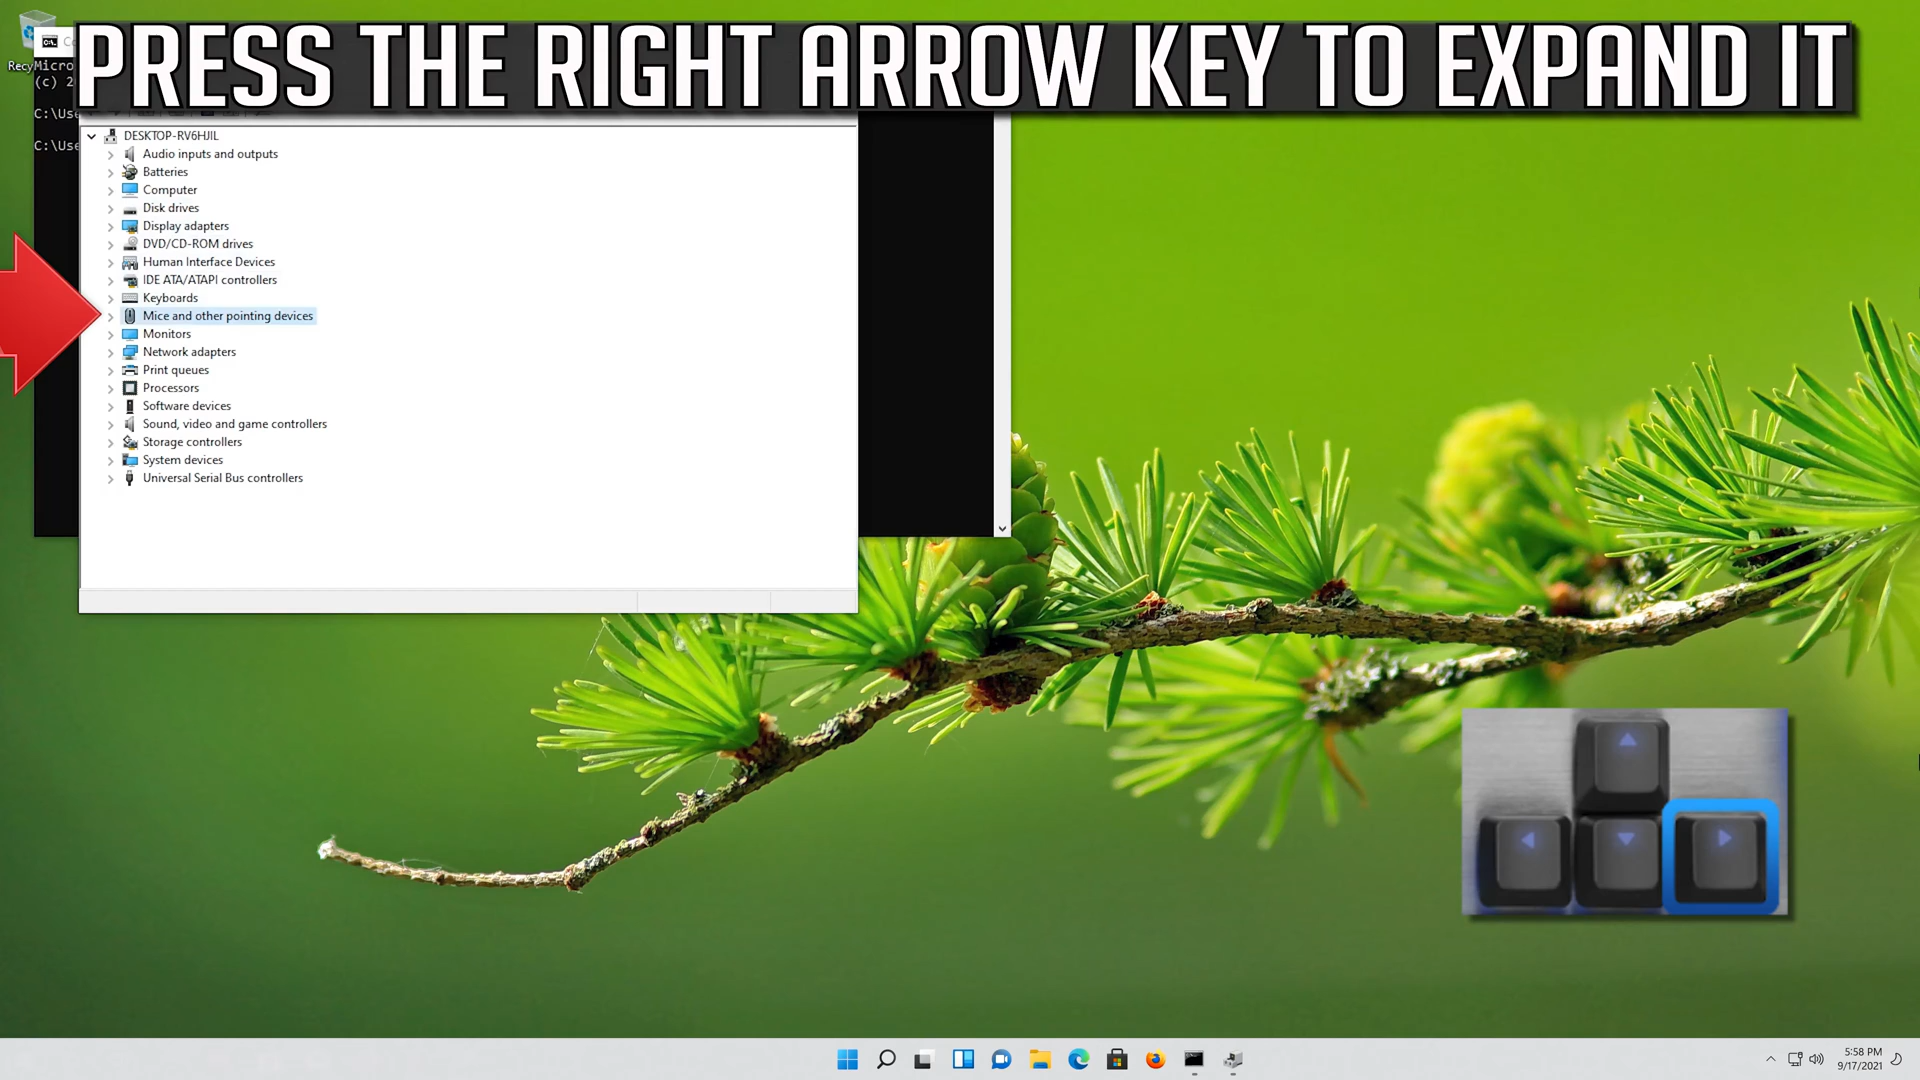 PRESS THE RIGHT ARROW KEY TO EXPAND IT
(c) 2
C:\Use
C:\Use
DESKTOP-RV6HJIL
Audio inputs and outputs
Batteries
Computer
Disk drives
Display adapters
DVD/CD-ROM drives
Human Interface Devices
IDE ATA/ATAPI controllers
Keyboards
Mice and other pointing devices
Monitors
Network adapters
Print queues
Processors
Software devices
Sound, video and game controllers
Storage controllers
System devices
Universal Serial Bus controllers
5:58 PM
9/17/2021